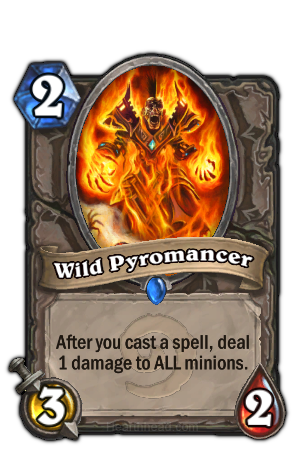 2
Wild Pyromancer
After you cast a spell, deal
1 damage to ALL minions.
3
2